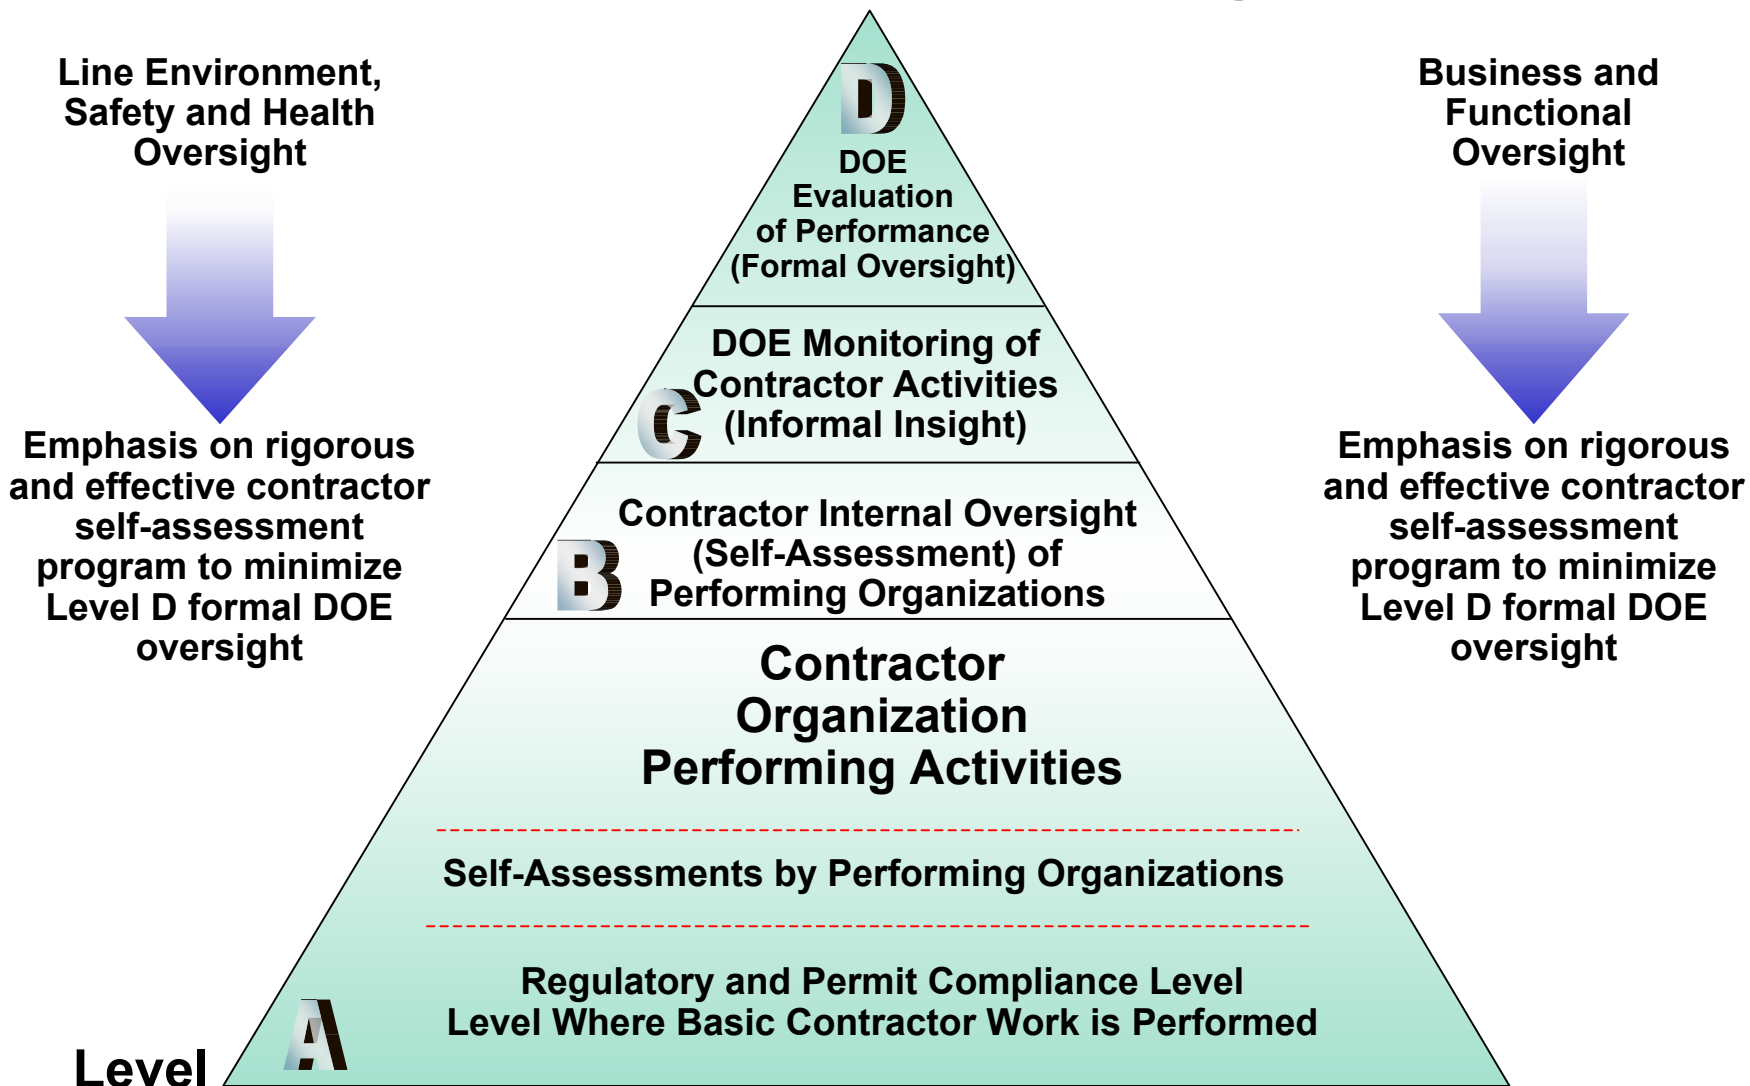 Line Environment,
Safety and Health
Oversight
Emphasis on rigorous
and effective contractor
self-assessment
program to minimize
Level D formal DOE
oversight
D
DOE
Evaluation
of Performance
(Formal Oversight)
DOE Monitoring of
Contractor Activities
(Informal Insight)
C
Contractor Internal Oversight
(Self-Assessment) of
Performing Organizations
B
Contractor
Organization
Performing Activities
Self-Assessments by Performing Organizations
Regulatory and Permit Compliance Level
Level Where Basic Contractor Work is Performed
A
Level
Business and
Functional
Oversight
Emphasis on rigorous
and effective contractor
self-assessment
program to minimize
Level D formal DOE
oversight